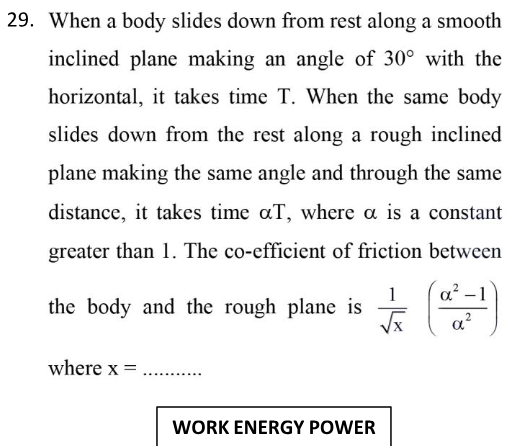 29. When a body slides down from rest along a smooth
inclined plane making an angle of 30° with the
horizontal, it takes time T. When the same body
slides down from the rest along a rough inclined
plane making the same angle and through the same
distance, it takes time αT, where α is a constant
greater than 1. The co-efficient of friction between
the body and the rough plane is 1/√x ((α² – 1)/α²)
where x = ...........
WORK ENERGY POWER